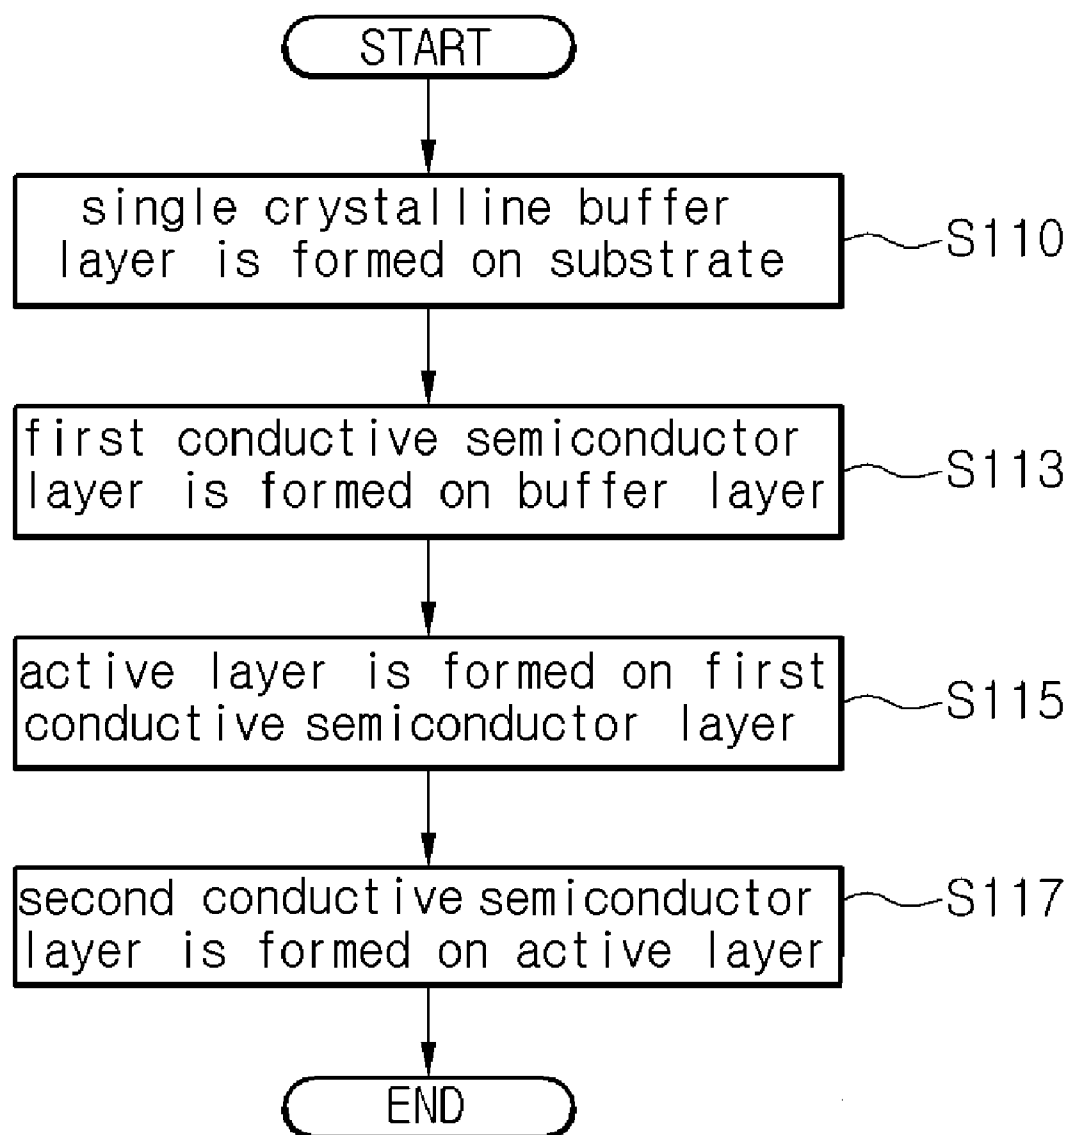 START
single crystalline buffer
layer is formed on substrate
S110
first conductive semiconductor
layer is formed on buffer layer
S113
active layer is formed on first
conductive semiconductor layer
S115
second conductive semiconductor
layer is formed on active layer
S117
END